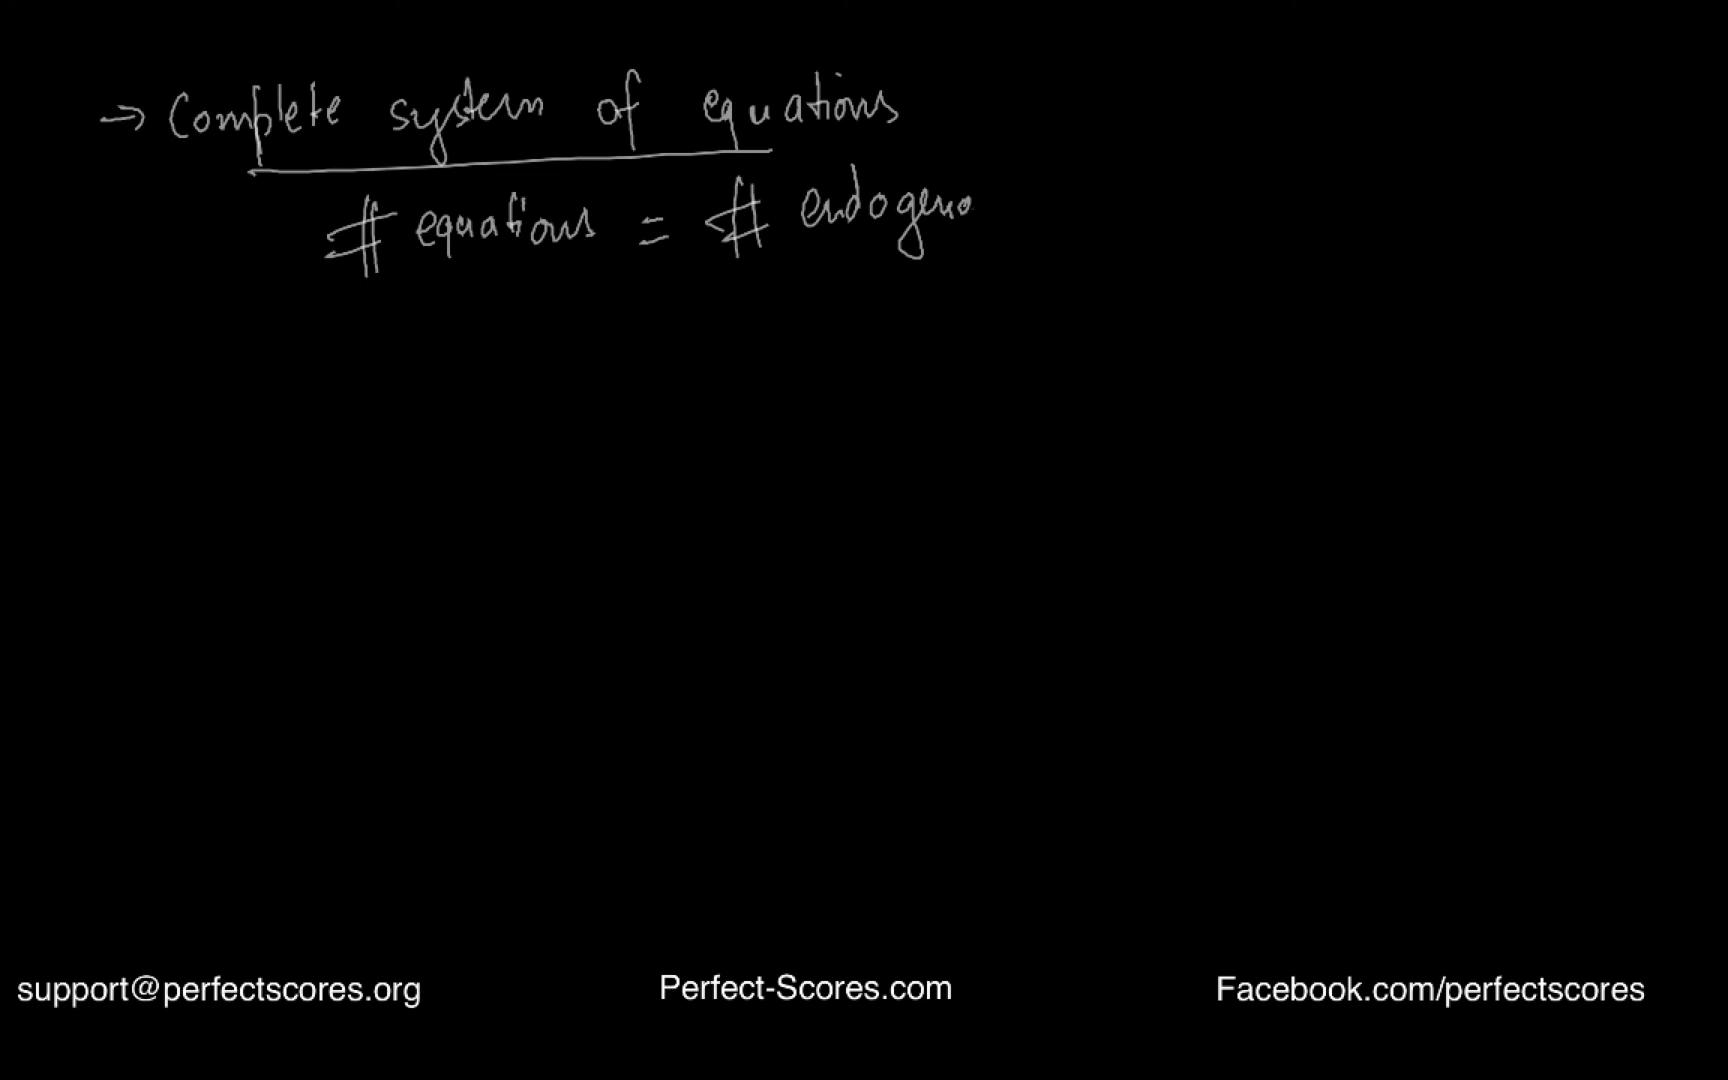 → Complete system of equations
# equations = # endogeno
support@perfectscores.org
Perfect-Scores.com
Facebook.com/perfectscores